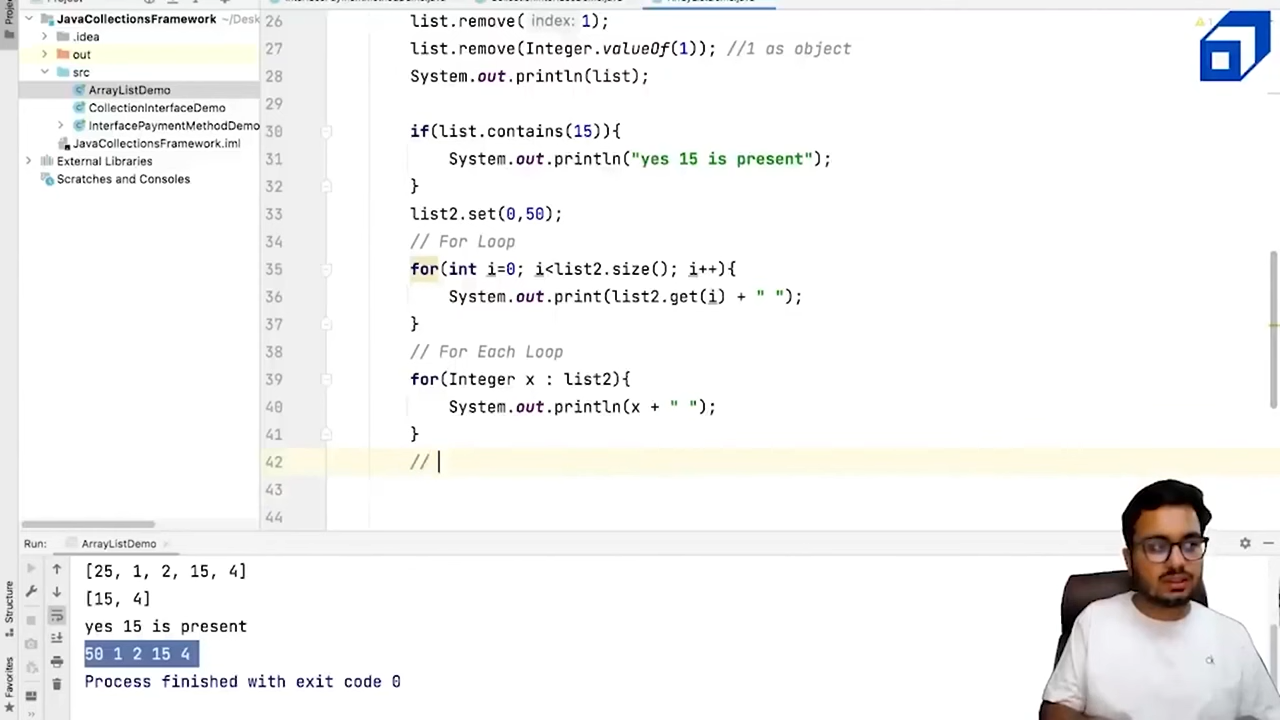 JavaCollectionsFramework ~/Desk
.idea
out
src
ArrayListDemo
CollectionInterfaceDemo
InterfacePaymentMethodDemo
JavaCollectionsFramework.iml
External Libraries
Scratches and Consoles
26 list.remove( index: 1);
27 list.remove(Integer.valueOf(1)); //1 as object
28 System.out.println(list);
29
30 if(list.contains(15)){
31 System.out.println("yes 15 is present");
32 }
33 list2.set(0,50);
34 // For Loop
35 for(int i=0; i<list2.size(); i++){
36 System.out.print(list2.get(i) + " ");
37 }
38 // For Each Loop
39 for(Integer x : list2){
40 System.out.println(x + " ");
41 }
42 //
43
44
Run: ArrayListDemo
[25, 1, 2, 15, 4]
[15, 4]
yes 15 is present
50 1 2 15 4
Process finished with exit code 0
Structure
Favorites